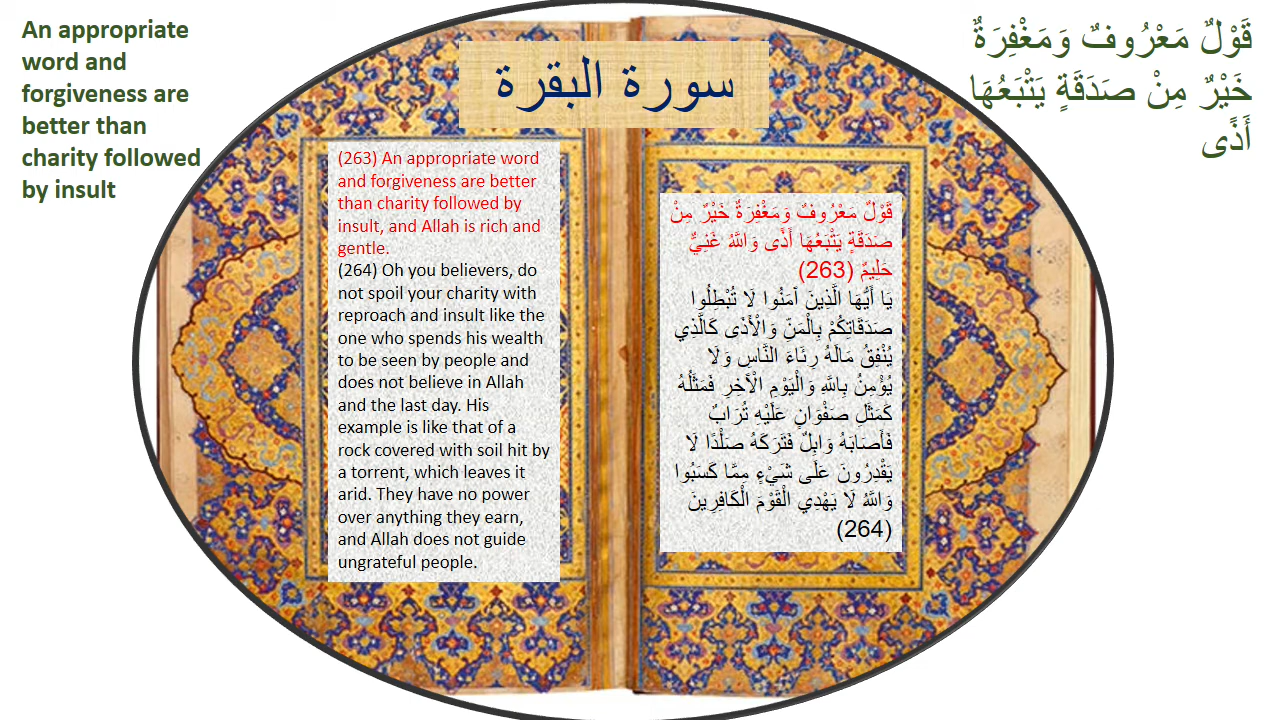 An appropriate
word and
forgiveness are
better than
charity followed
by insult
سورة البقرة
قَوْلٌ مَعْرُوفٌ وَمَغْفِرَةٌ
خَيْرٌ مِنْ صَدَقَةٍ يَتْبَعُهَا
أَذًى
(263) An appropriate word
and forgiveness are better
than charity followed by
insult, and Allah is rich and
gentle.
(264) Oh you believers, do
not spoil your charity with
reproach and insult like the
one who spends his wealth
to be seen by people and
does not believe in Allah
and the last day. His
example is like that of a
rock covered with soil hit by
a torrent, which leaves it
arid. They have no power
over anything they earn,
and Allah does not guide
ungrateful people.
قَوْلٌ مَعْرُوفٌ وَمَغْفِرَةٌ خَيْرٌ مِنْ
صَدَقَةٍ يَتْبَعُهَا أَذًى وَاللَّهُ غَنِيٌّ
حَلِيمٌ (263)
يَا أَيُّهَا الَّذِينَ آمَنُوا لَا تُبْطِلُوا
صَدَقَاتِكُمْ بِالْمَنِّ وَالْأَذَى كَالَّذِي
يُنْفِقُ مَالَهُ رِئَاءَ النَّاسِ وَلَا
يُؤْمِنُ بِاللَّهِ وَالْيَوْمِ الْآخِرِ فَمَثَلُهُ
كَمَثَلِ صَفْوَانٍ عَلَيْهِ تُرَابٌ
فَأَصَابَهُ وَابِلٌ فَتَرَكَهُ صَلْدًا لَا
يَقْدِرُونَ عَلَى شَيْءٍ مِمَّا كَسَبُوا
وَاللَّهُ لَا يَهْدِي الْقَوْمَ الْكَافِرِينَ
(264)